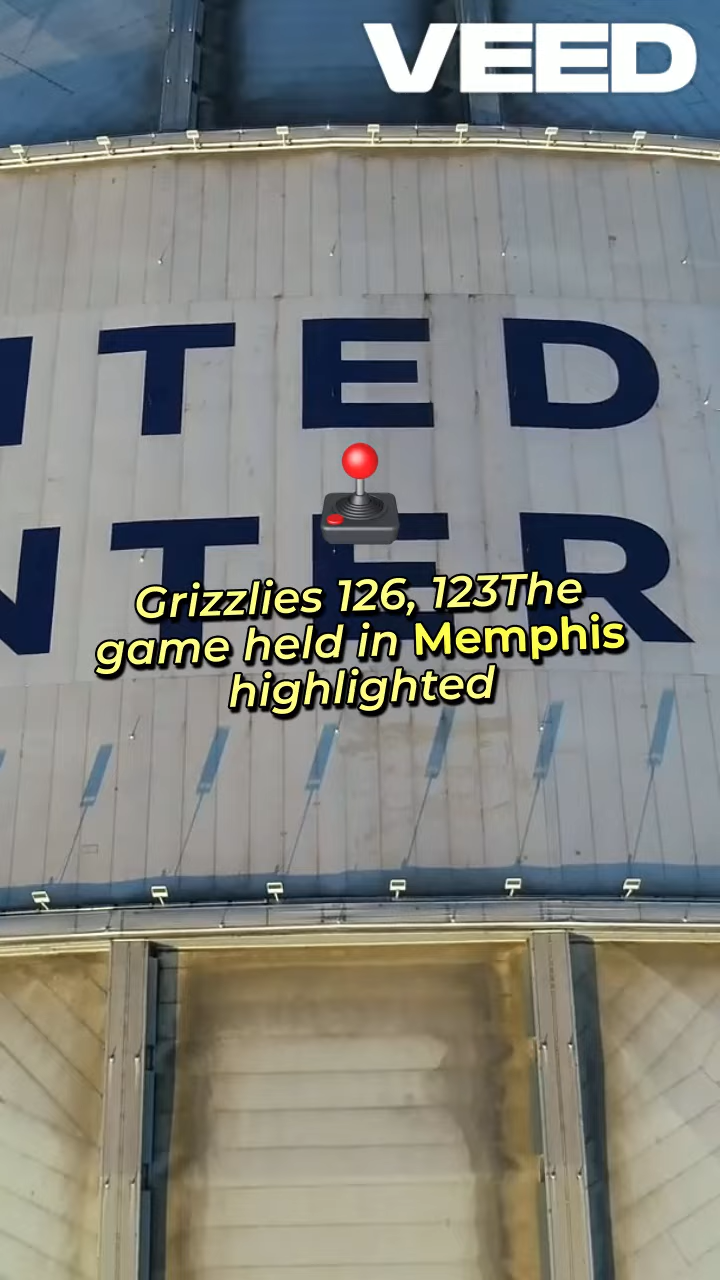 VEED
ITED
NTER
Grizzlies 126, 123The
game held in Memphis
highlighted